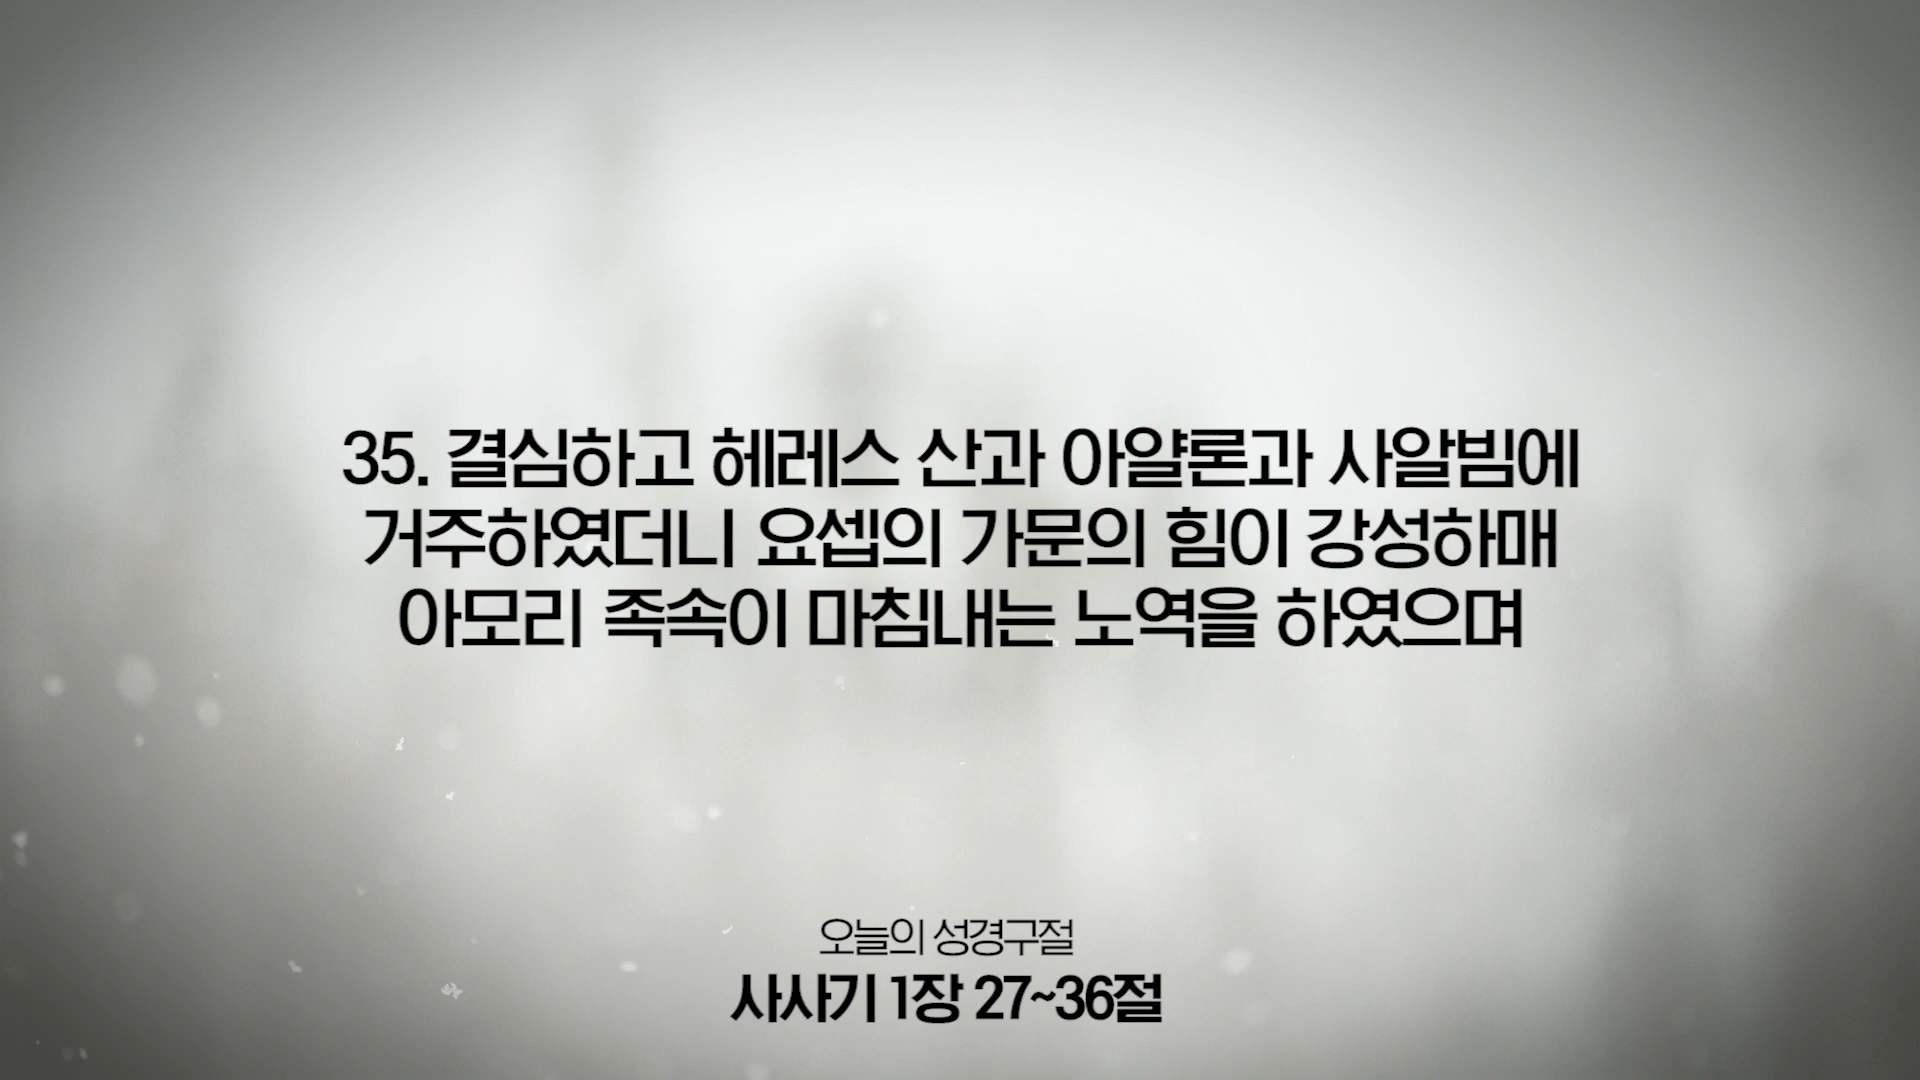 35. 결심하고 헤레스 산과 아얄론과 사알빔에
거주하였더니 요셉의 가문의 힘이 강성하매
아모리 족속이 마침내는 노역을 하였으며
오늘의 성경구절
사사기 1장 27~36절